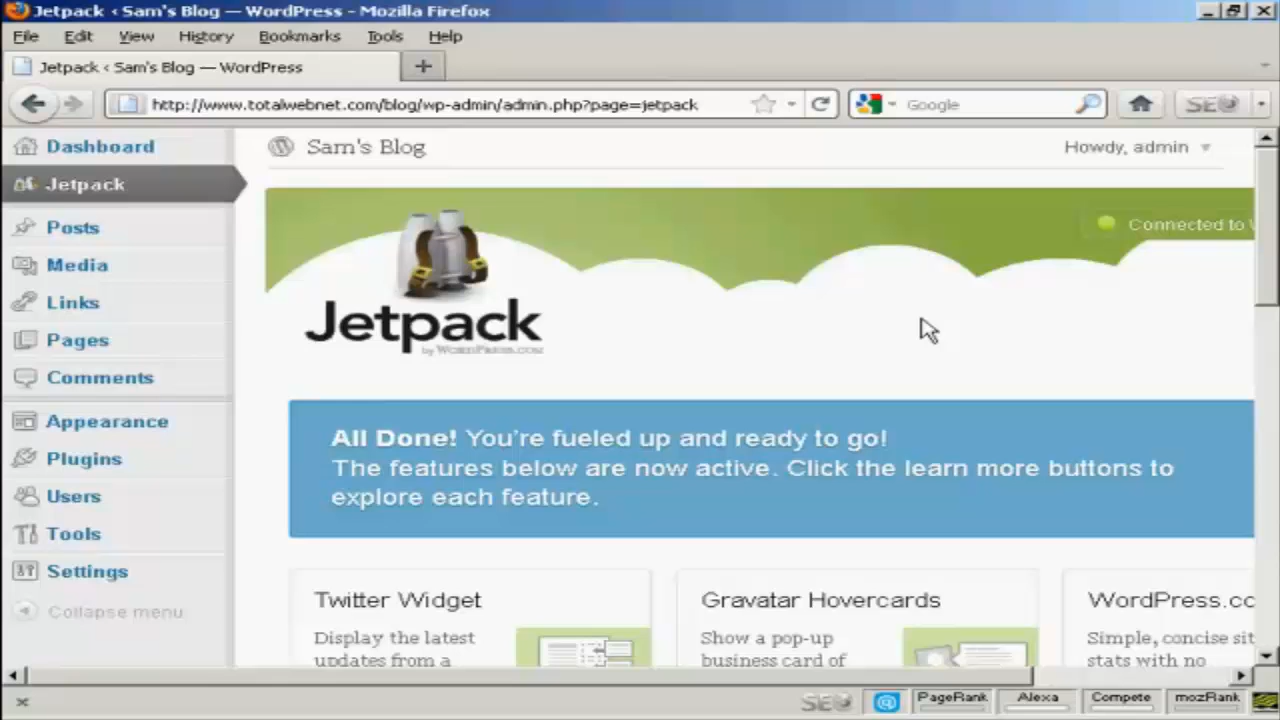 Jetpack ‹ Sam's Blog — WordPress - Mozilla Firefox
File Edit View History Bookmarks Tools Help
Jetpack ‹ Sam's Blog — WordPress
http://www.totalwebnet.com/blog/wp-admin/admin.php?page=jetpack
Google
SEO
Dashboard
Sam's Blog
Howdy, admin
Jetpack
Posts
Media
Links
Pages
Comments
Appearance
Plugins
Users
Tools
Settings
Collapse menu
Connected to
Jetpack
by WORDPRESS.COM
All Done! You're fueled up and ready to go!
The features below are now active. Click the learn more buttons to
explore each feature.
Twitter Widget
Display the latest
updates from a
Gravatar Hovercards
Show a pop-up
business card of
WordPress.co
Simple, concise sit
stats with no
SEO
PageRank
Alexa
Compete
mozRank